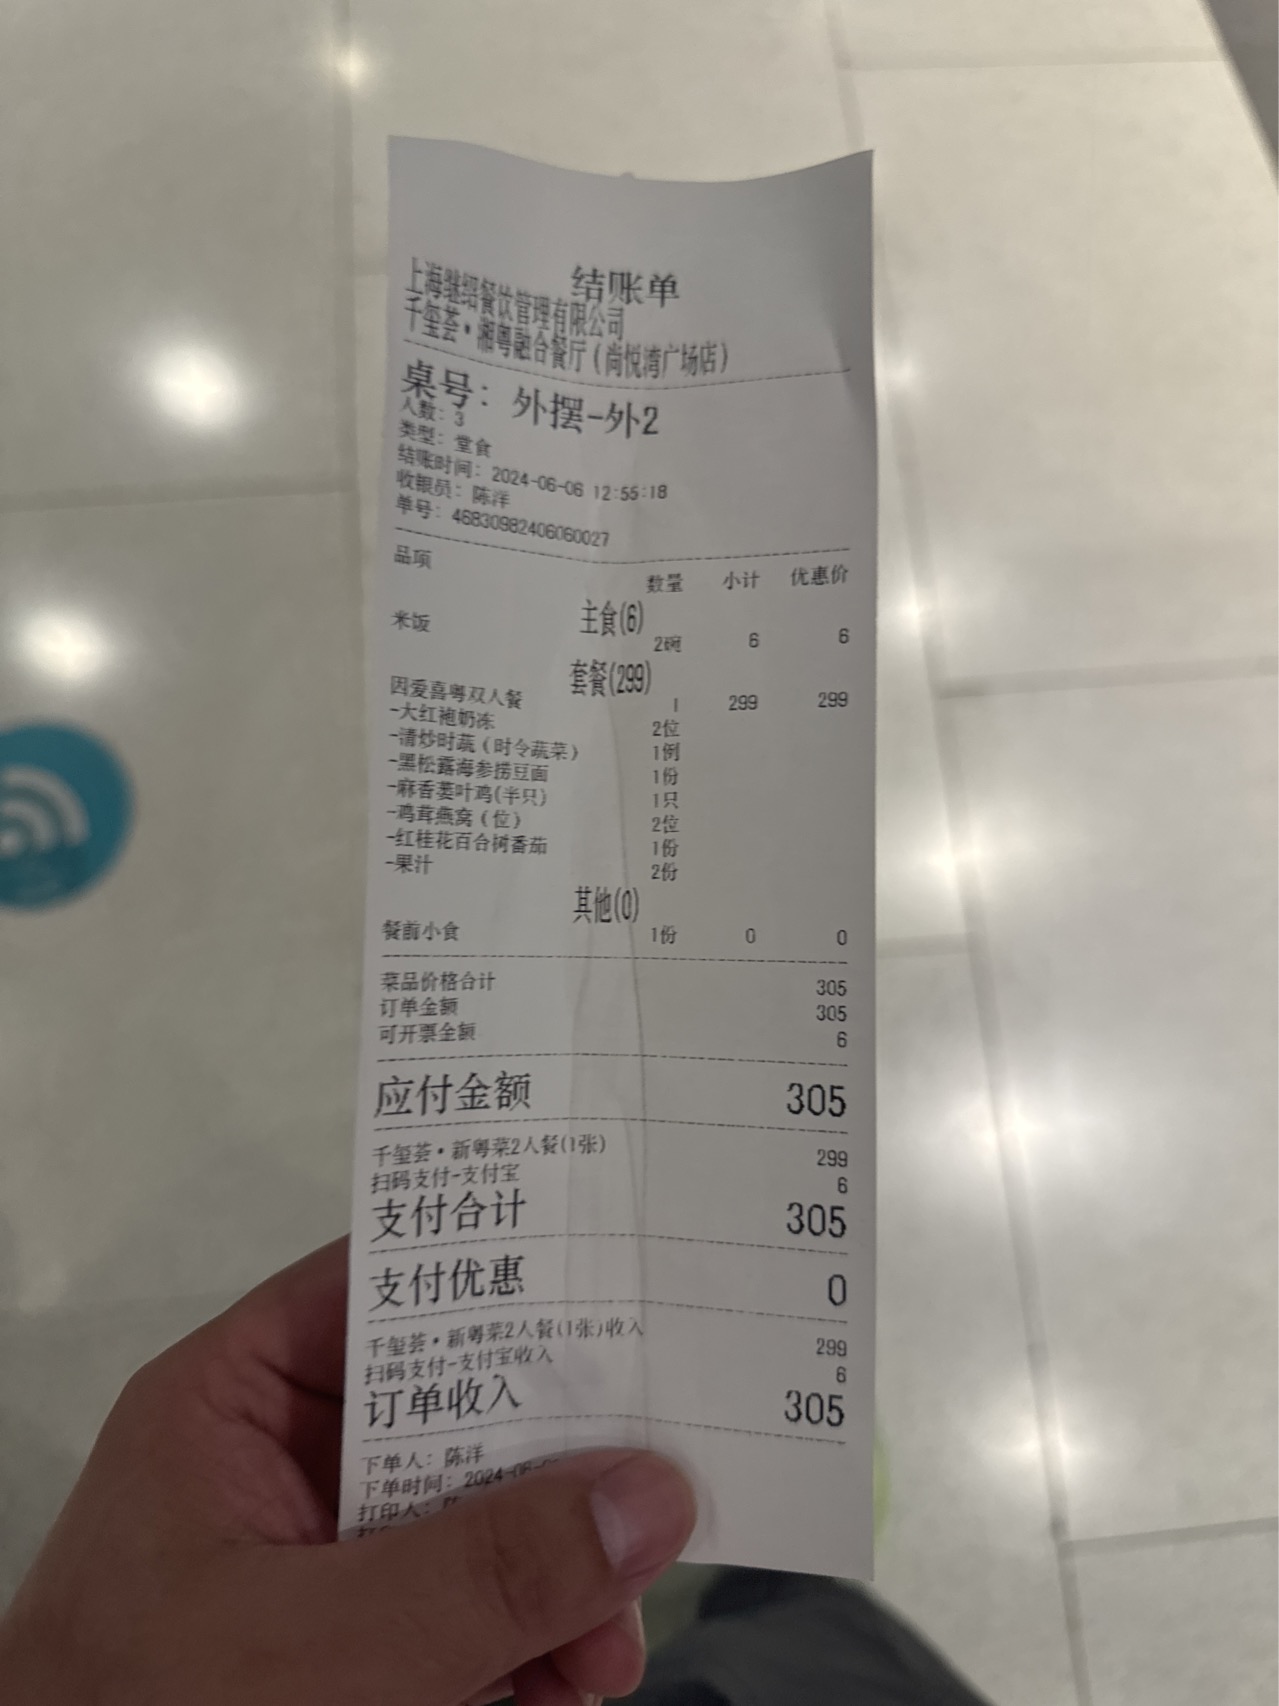 结账单
上海继绍餐饮管理有限公司
千玺荟·湘粤融合餐厅(尚悦湾广场店)
桌号: 外摆-外2
人数: 3
类型: 堂食
结账时间: 2024-06-06 12:55:18
收银员: 陈洋
单号: 46830982406060027
品项 数量 小计 优惠价
主食(6)
米饭 2碗 6 6
套餐(299)
因爱喜粤双人餐 1 299 299
-大红袍奶冻 2位
-清炒时蔬(时令蔬菜) 1例
-黑松露海参捞豆面 1份
-麻香蒌叶鸡(半只) 1只
-鸡茸燕窝(位) 2位
-红桂花百合树番茄 1份
-果汁 2份
其他(0)
餐前小食 1份 0 0
菜品价格合计 305
订单金额 305
可开票金额 6
应付金额 305
千玺荟·新粤菜2人餐(1张) 299
扫码支付-支付宝 6
支付合计 305
支付优惠 0
千玺荟·新粤菜2人餐(1张)收入 299
扫码支付-支付宝收入 6
订单收入 305
下单人: 陈洋
下单时间: 2024-06-0
打印人: